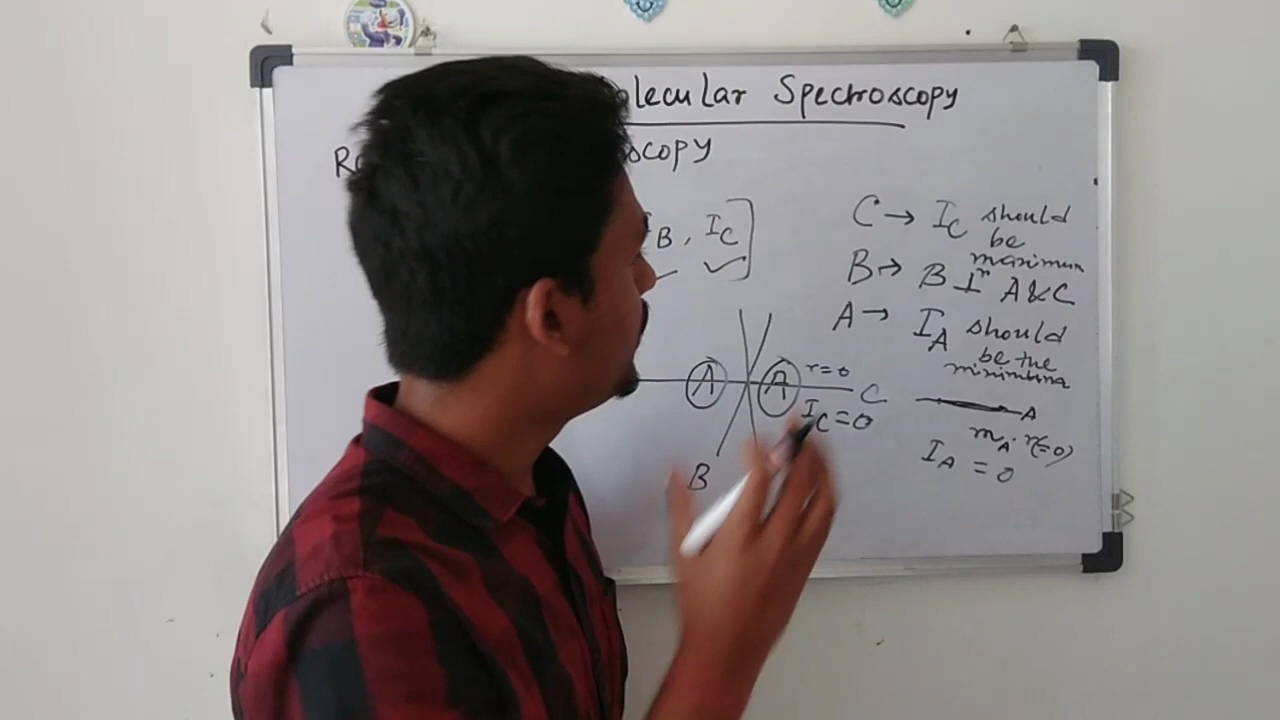 olecular Spectroscopy
Ro scopy
B, IC
C → IC should
be
maximum
B → B Ir A & C
A → IA should
be the
minimum
A A r=0 C
IC=0
B
A
mA. r(=0)
IA = 0